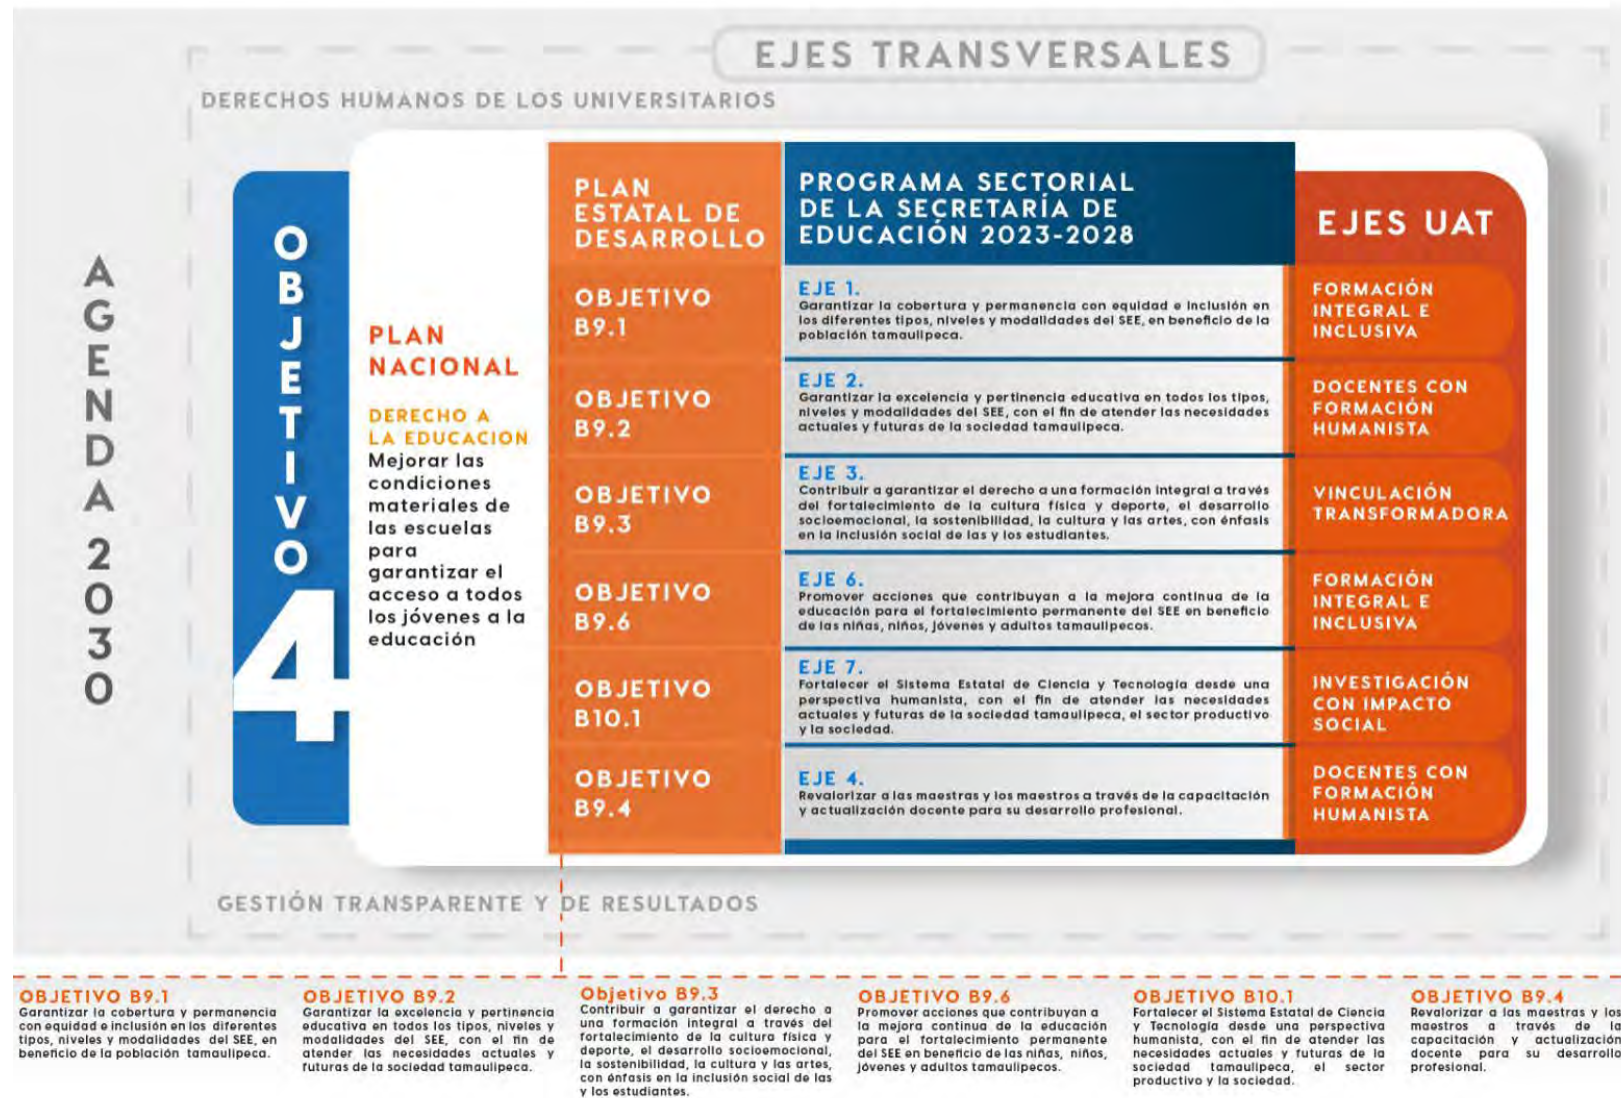 EJES TRANSVERSALES
DERECHOS HUMANOS DE LOS UNIVERSITARIOS
AGENDA 2030
OBJETIVO
4
PLAN
NACIONAL
DERECHO A
LA EDUCACION
Mejorar las
condiciones
materiales de
las escuelas
para
garantizar el
acceso a todos
los jóvenes a la
educación
PLAN
ESTATAL DE
DESARROLLO
PROGRAMA SECTORIAL
DE LA SECRETARÍA DE
EDUCACIÓN 2023-2028
EJES UAT
OBJETIVO
B9.1
EJE 1.
Garantizar la cobertura y permanencia con equidad e inclusión en
los diferentes tipos, niveles y modalidades del SEE, en beneficio de la
población tamaulipeca.
FORMACIÓN
INTEGRAL E
INCLUSIVA
OBJETIVO
B9.2
EJE 2.
Garantizar la excelencia y pertinencia educativa en todos los tipos,
niveles y modalidades del SEE, con el fin de atender las necesidades
actuales y futuras de la sociedad tamaulipeca.
DOCENTES CON
FORMACIÓN
HUMANISTA
OBJETIVO
B9.3
EJE 3.
Contribuir a garantizar el derecho a una formación integral a través
del fortalecimiento de la cultura física y deporte, el desarrollo
socioemocional, la sostenibilidad, la cultura y las artes, con énfasis
en la inclusión social de las y los estudiantes.
VINCULACIÓN
TRANSFORMADORA
OBJETIVO
B9.6
EJE 6.
Promover acciones que contribuyan a la mejora continua de la
educación para el fortalecimiento permanente del SEE en beneficio
de las niñas, niños, jóvenes y adultos tamaulipecos.
FORMACIÓN
INTEGRAL E
INCLUSIVA
OBJETIVO
B10.1
EJE 7.
Fortalecer el Sistema Estatal de Ciencia y Tecnología desde una
perspectiva humanista, con el fin de atender las necesidades
actuales y futuras de la sociedad tamaulipeca, el sector productivo
y la sociedad.
INVESTIGACIÓN
CON IMPACTO
SOCIAL
OBJETIVO
B9.4
EJE 4.
Revalorizar a las maestras y los maestros a través de la capacitación
y actualización docente para su desarrollo profesional.
DOCENTES CON
FORMACIÓN
HUMANISTA
GESTIÓN TRANSPARENTE Y DE RESULTADOS
OBJETIVO B9.1
Garantizar la cobertura y permanencia
con equidad e inclusión en los diferentes
tipos, niveles y modalidades del SEE, en
beneficio de la población tamaulipeca.
OBJETIVO B9.2
Garantizar la excelencia y pertinencia
educativa en todos los tipos, niveles y
modalidades del SEE, con el fin de
atender las necesidades actuales y
futuras de la sociedad tamaulipeca.
Objetivo B9.3
Contribuir a garantizar el derecho a
una formación integral a través del
fortalecimiento de la cultura física y
deporte, el desarrollo socioemocional,
la sostenibilidad, la cultura y las artes,
con énfasis en la inclusión social de las
y los estudiantes.
OBJETIVO B9.6
Promover acciones que contribuyan a
la mejora continua de la educación
para el fortalecimiento permanente
del SEE en beneficio de las niñas, niños,
jóvenes y adultos tamaulipecos.
OBJETIVO B10.1
Fortalecer el Sistema Estatal de Ciencia
y Tecnología desde una perspectiva
humanista, con el fin de atender las
necesidades actuales y futuras de la
sociedad tamaulipeca, el sector
productivo y la sociedad.
OBJETIVO B9.4
Revalorizar a las maestras y los
maestros a través de la
capacitación y actualización
docente para su desarrollo
profesional.